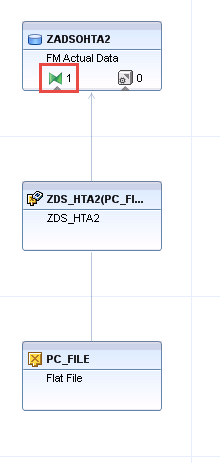 ZADSOHTA2
FM Actual Data
1 0
ZDS_HTA2(PC_FI...
ZDS_HTA2
PC_FILE
Flat File